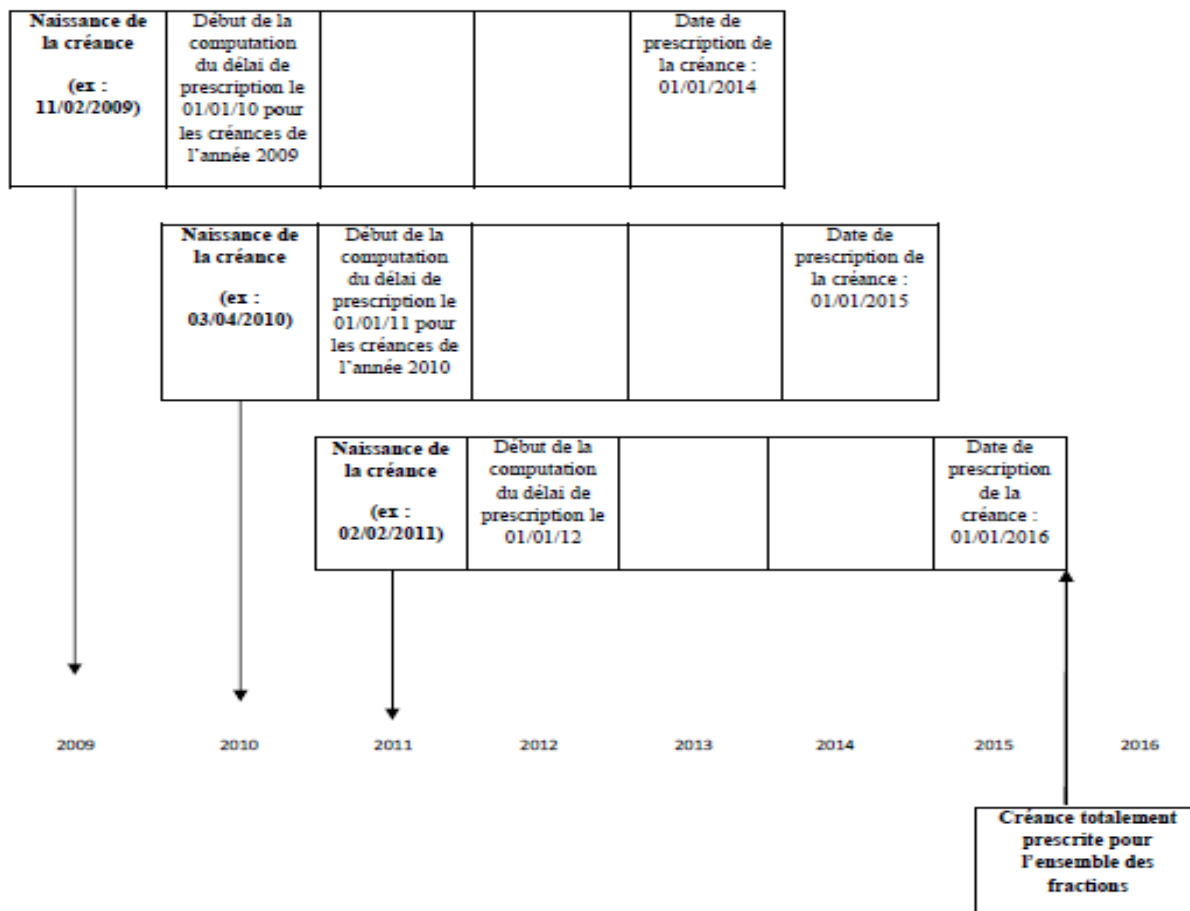 Naissance de
la créance
(ex :
11/02/2009)
Début de la
computation
du délai de
prescription le
01/01/10 pour
les créances de
l'année 2009
Date de
prescription de
la créance :
01/01/2014
Naissance de
la créance
(ex :
03/04/2010)
Début de la
computation
du délai de
prescription le
01/01/11 pour
les créances de
l'année 2010
Date de
prescription de
la créance :
01/01/2015
Naissance de
la créance
(ex :
02/02/2011)
Début de la
computation
du délai de
prescription le
01/01/12
Date de
prescription
de la
créance :
01/01/2016
2009 2010 2011 2012 2013 2014 2015 2016
Créance totalement
prescrite pour
l'ensemble des
fractions